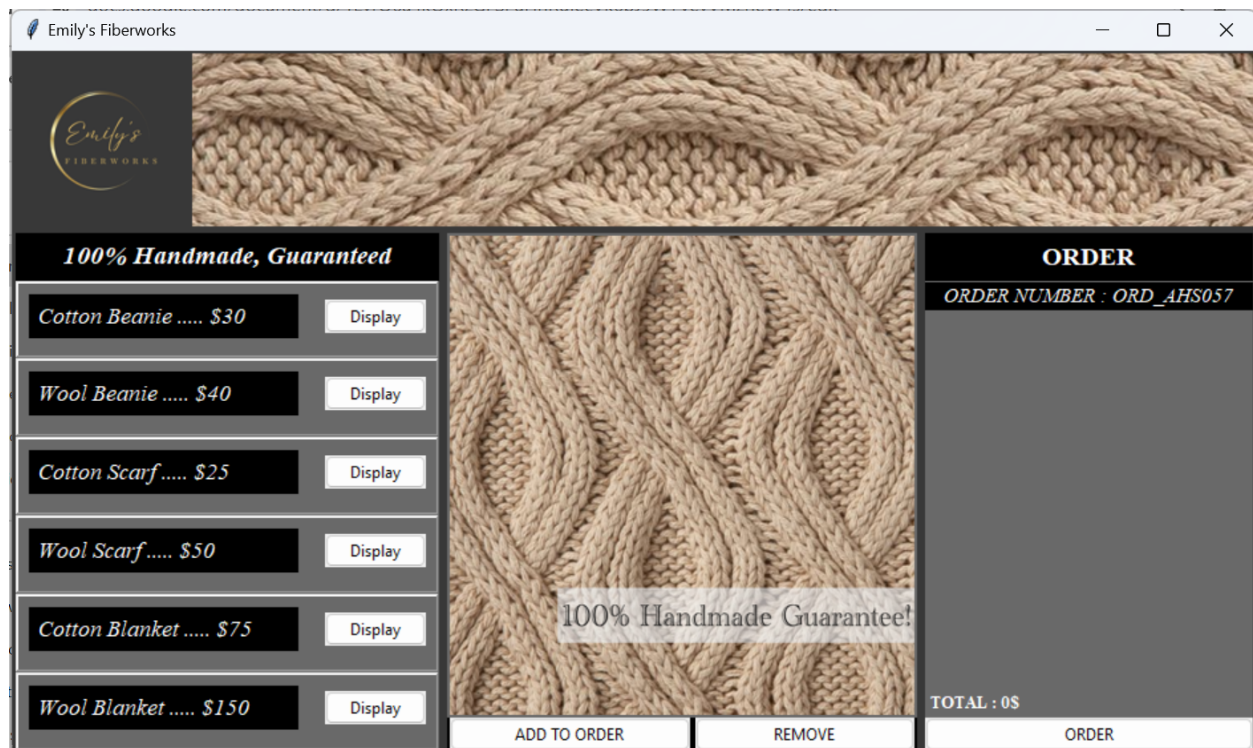 Emily's Fiberworks
Emily's
FIBERWORKS
100% Handmade, Guaranteed
Cotton Beanie ..... $30
Display
Wool Beanie ..... $40
Display
Cotton Scarf ..... $25
Display
Wool Scarf ..... $50
Display
Cotton Blanket ..... $75
Display
Wool Blanket ..... $150
Display
100% Handmade Guarantee!
ADD TO ORDER
REMOVE
ORDER
ORDER NUMBER : ORD_AHS057
TOTAL : 0$
ORDER